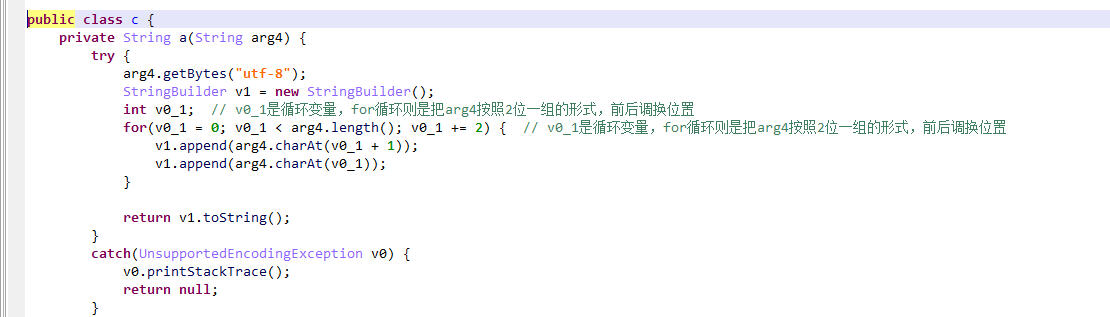 public class c {
    private String a(String arg4) {
        try {
            arg4.getBytes("utf-8");
            StringBuilder v1 = new StringBuilder();
            int v0_1;  // v0_1是循环变量，for循环则是把arg4按照2位一组的形式，前后调换位置
            for(v0_1 = 0; v0_1 < arg4.length(); v0_1 += 2) {  // v0_1是循环变量，for循环则是把arg4按照2位一组的形式，前后调换位置
                v1.append(arg4.charAt(v0_1 + 1));
                v1.append(arg4.charAt(v0_1));
            }

            return v1.toString();
        }
        catch(UnsupportedEncodingException v0) {
            v0.printStackTrace();
            return null;
        }